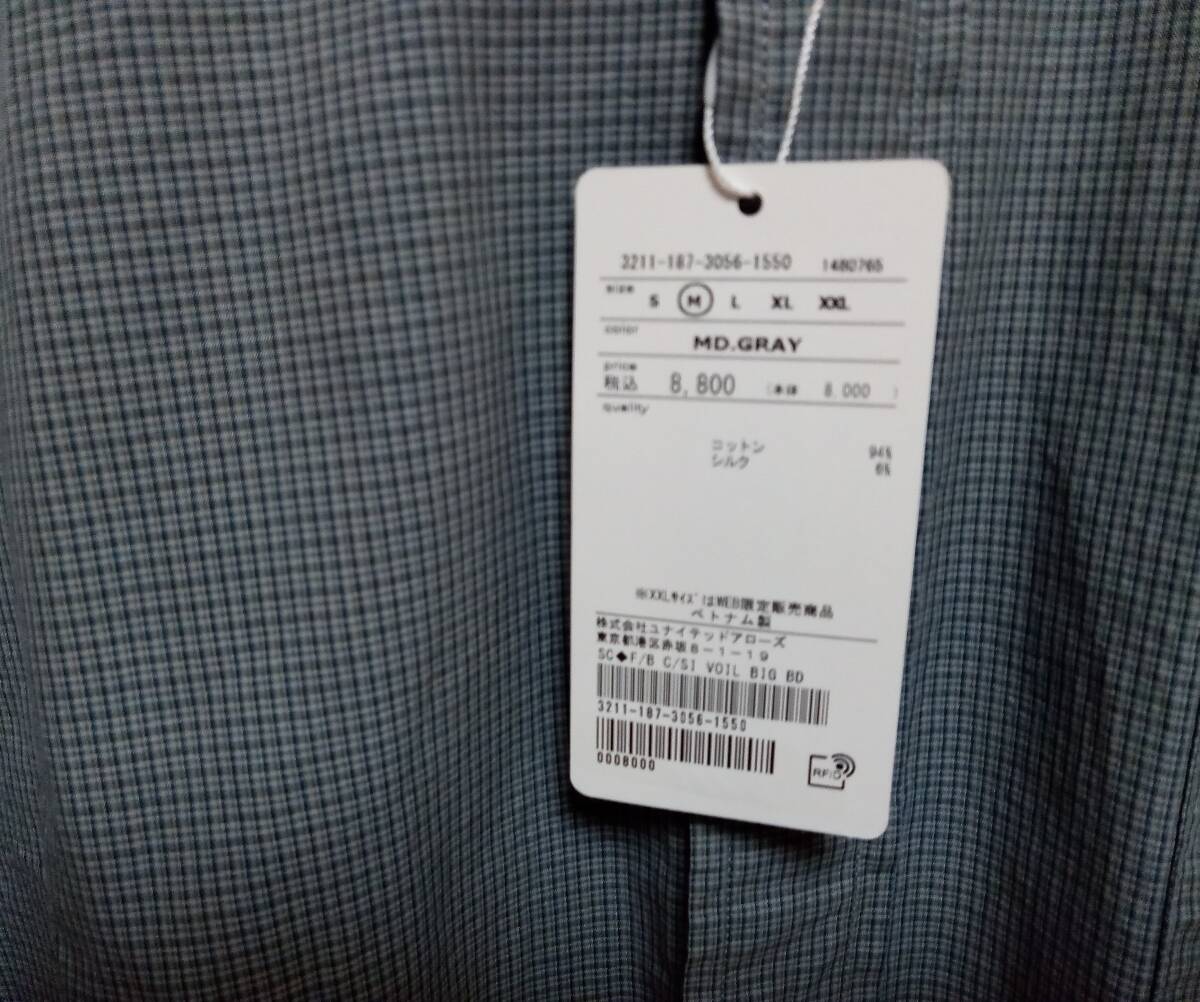 3211-187-3056-1550 1480765
size S M L XL XXL
color
MD.GRAY
price
税込 8,800 (本体 8,000 )
quality
コットン 94%
シルク 6%
※XXLサイズはWEB限定販売商品
ベトナム製
株式会社ユナイテッドアローズ
東京都港区赤坂8-1-19
SC◆F/B C/SI VOIL BIG BD
3211-187-3056-1550
0008000
RFID